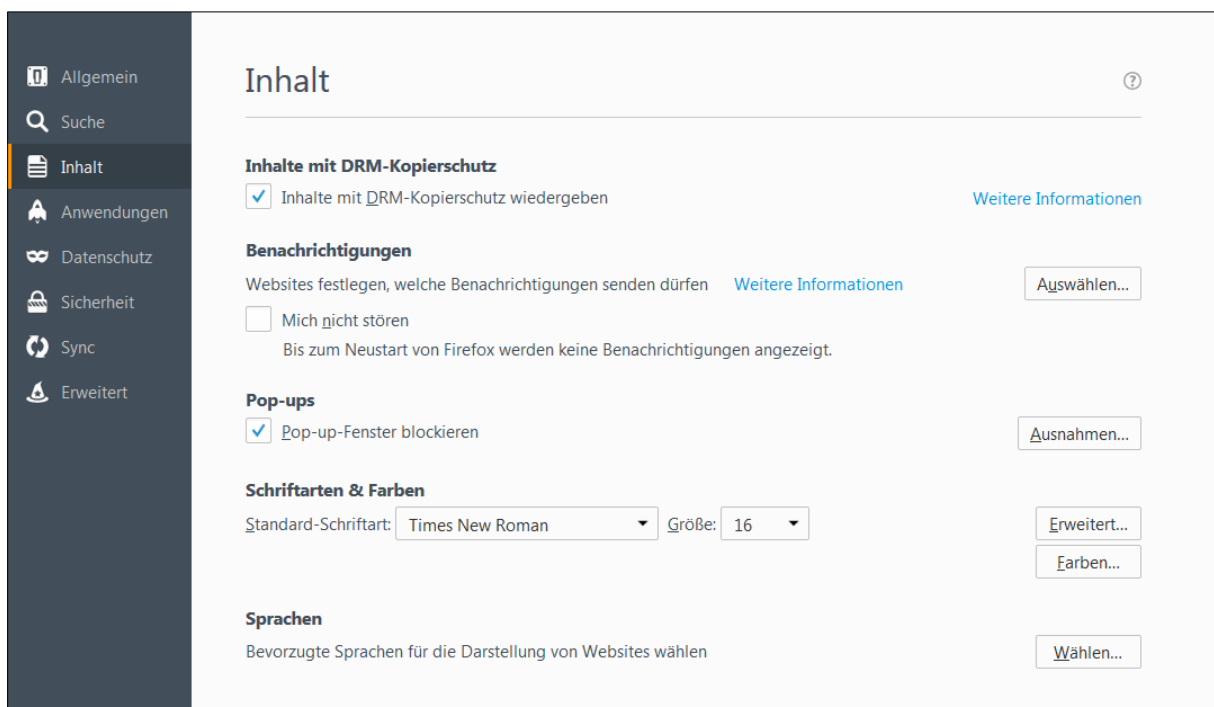 Allgemein
Suche
Inhalt
Anwendungen
Datenschutz
Sicherheit
Sync
Erweitert
Inhalt
?
Inhalte mit DRM-Kopierschutz
Inhalte mit DRM-Kopierschutz wiedergeben Weitere Informationen
Benachrichtigungen
Websites festlegen, welche Benachrichtigungen senden dürfen Weitere Informationen Auswählen...
Mich nicht stören
Bis zum Neustart von Firefox werden keine Benachrichtigungen angezeigt.
Pop-ups
Pop-up-Fenster blockieren Ausnahmen...
Schriftarten & Farben
Standard-Schriftart: Times New Roman Größe: 16 Erweitert...
Farben...
Sprachen
Bevorzugte Sprachen für die Darstellung von Websites wählen Wählen...